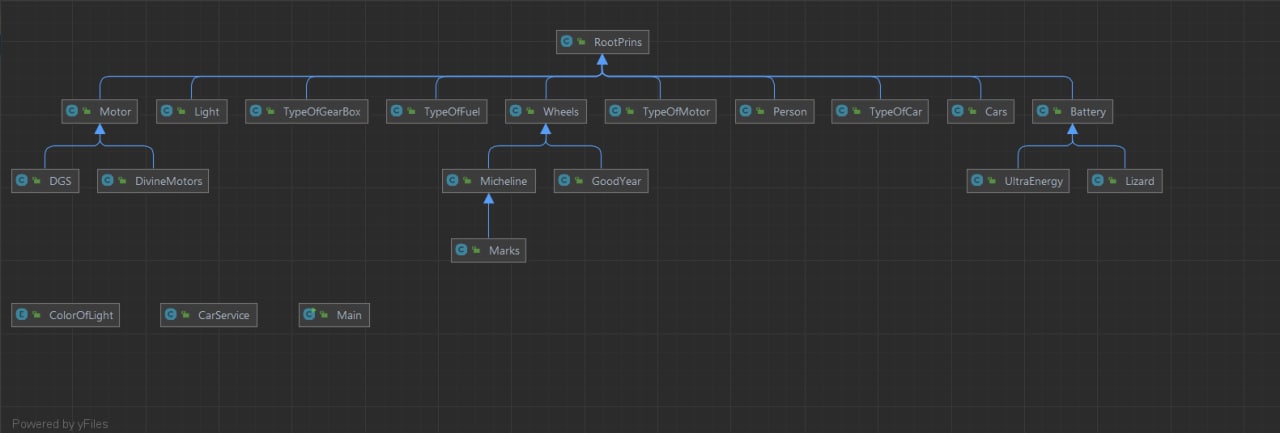 RootPrins
Motor Light TypeOfGearBox TypeOfFuel Wheels TypeOfMotor Person TypeOfCar Cars Battery
DGS DivineMotors Micheline GoodYear UltraEnergy Lizard
Marks
ColorOfLight CarService Main
Powered by yFiles